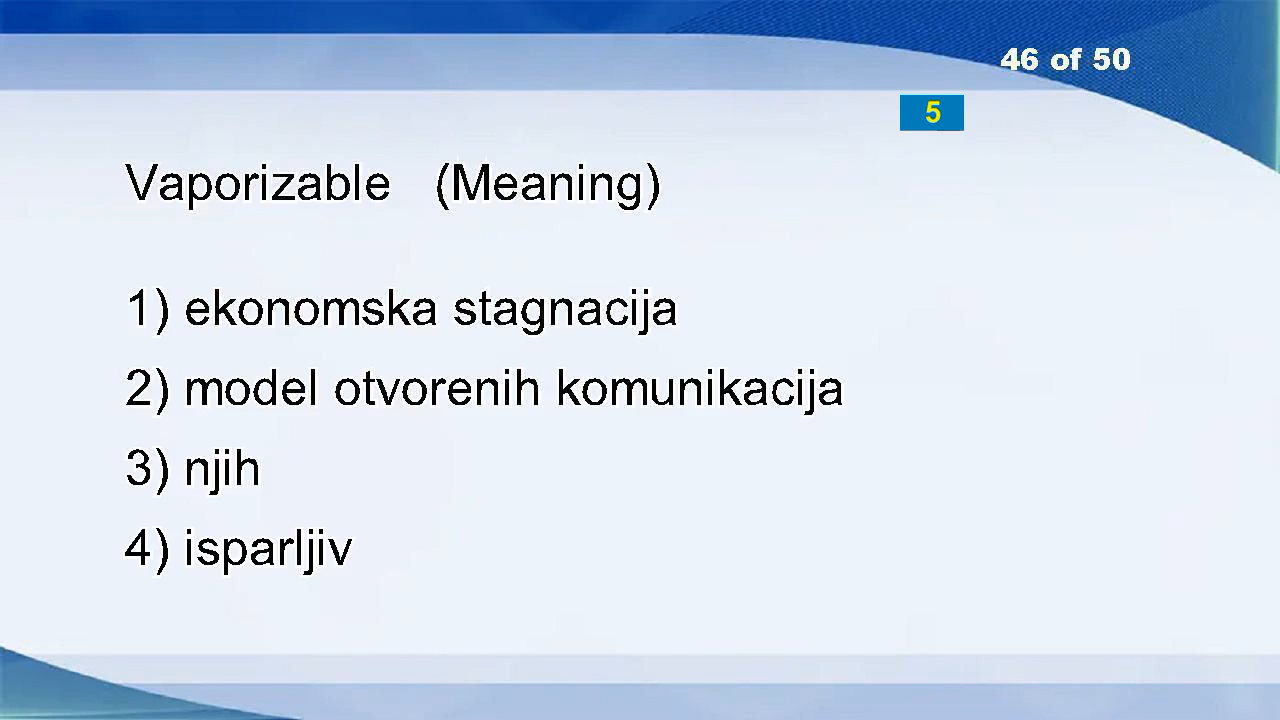 46 of 50
5
Vaporizable (Meaning)
1) ekonomska stagnacija
2) model otvorenih komunikacija
3) njih
4) isparljiv